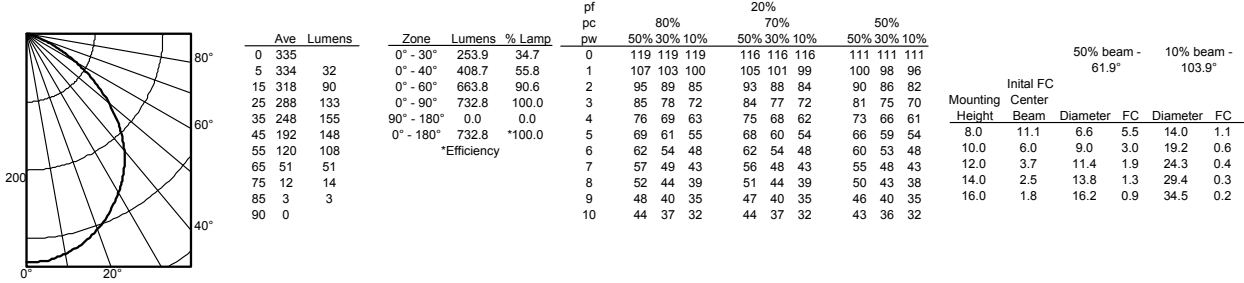 80°
60°
40°
200
0°
20°
Ave Lumens
0 335
5 334 32
15 318 90
25 288 133
35 248 155
45 192 148
55 120 108
65 51 51
75 12 14
85 3 3
90 0
Zone Lumens % Lamp
0° - 30° 253.9 34.7
0° - 40° 408.7 55.8
0° - 60° 663.8 90.6
0° - 90° 732.8 100.0
90° - 180° 0.0 0.0
0° - 180° 732.8 *100.0
*Efficiency
pf 20%
pc 80% 70% 50%
pw 50% 30% 10% 50% 30% 10% 50% 30% 10%
0 119 119 119 116 116 116 111 111 111
1 107 103 100 105 101 99 100 98 96
2 95 89 85 93 88 84 90 86 82
3 85 78 72 84 77 72 81 75 70
4 76 69 63 75 68 62 73 66 61
5 69 61 55 68 60 54 66 59 54
6 62 54 48 62 54 48 60 53 48
7 57 49 43 56 48 43 55 48 43
8 52 44 39 51 44 39 50 43 38
9 48 40 35 47 40 35 46 40 35
10 44 37 32 44 37 32 43 36 32
50% beam - 10% beam -
61.9° 103.9°
Inital FC
Mounting Center
Height Beam Diameter FC Diameter FC
8.0 11.1 6.6 5.5 14.0 1.1
10.0 6.0 9.0 3.0 19.2 0.6
12.0 3.7 11.4 1.9 24.3 0.4
14.0 2.5 13.8 1.3 29.4 0.3
16.0 1.8 16.2 0.9 34.5 0.2